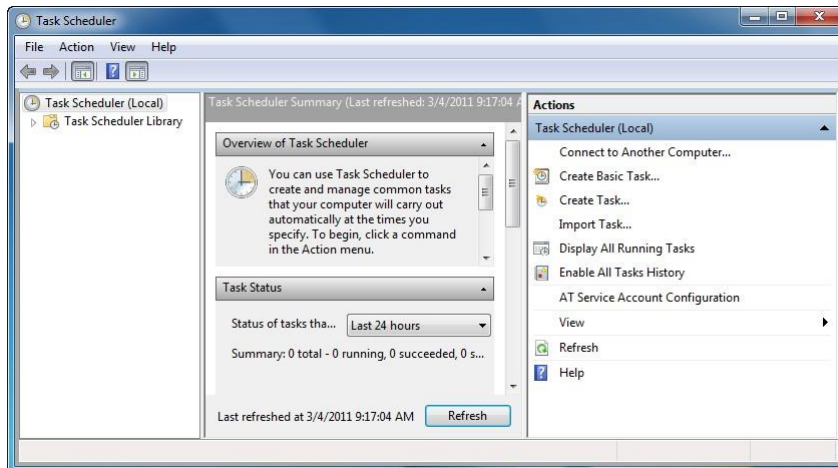 Task Scheduler
File Action View Help
Task Scheduler (Local)
Task Scheduler Library
Task Scheduler Summary (Last refreshed: 3/4/2011 9:17:04 A
Overview of Task Scheduler
You can use Task Scheduler to
create and manage common tasks
that your computer will carry out
automatically at the times you
specify. To begin, click a command
in the Action menu.
Task Status
Status of tasks tha... Last 24 hours
Summary: 0 total - 0 running, 0 succeeded, 0 s...
Last refreshed at 3/4/2011 9:17:04 AM Refresh
Actions
Task Scheduler (Local)
Connect to Another Computer...
Create Basic Task...
Create Task...
Import Task...
Display All Running Tasks
Enable All Tasks History
AT Service Account Configuration
View
Refresh
Help